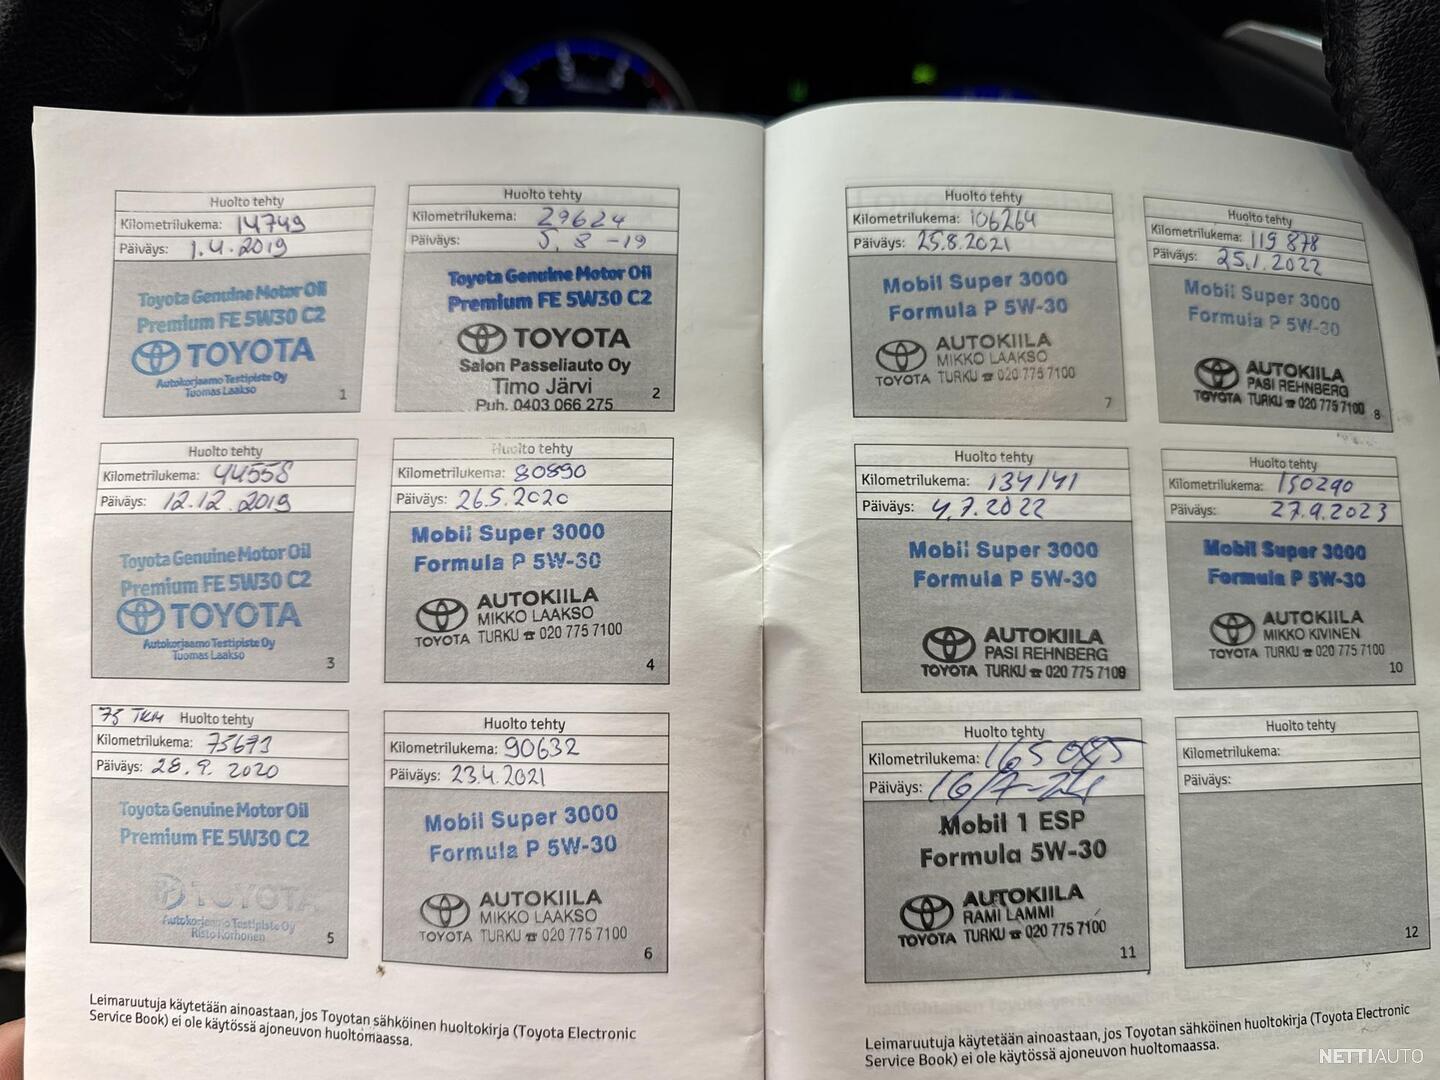 Huolto tehty
Kilometrilukema: 14749
Päiväys: 1.4.2019
Toyota Genuine Motor Oil
Premium FE 5W30 C2
TOYOTA
Autokorjaamo Testipiste Oy
Tuomas Laakso
1
Huolto tehty
Kilometrilukema: 29624
Päiväys: 5.8-19
Toyota Genuine Motor Oil
Premium FE 5W30 C2
TOYOTA
Salon Passeliauto Oy
Timo Järvi
Puh. 0403 066 275
2
Huolto tehty
Kilometrilukema: 44558
Päiväys: 12.12.2019
Toyota Genuine Motor Oil
Premium FE 5W30 C2
TOYOTA
Autokorjaamo Testipiste Oy
Tuomas Laakso
3
Huolto tehty
Kilometrilukema: 80890
Päiväys: 26.5.2020
Mobil Super 3000
Formula P 5W-30
AUTOKIILA
MIKKO LAAKSO
TOYOTA TURKU ☎ 020 775 7100
4
75 TKM Huolto tehty
Kilometrilukema: 75673
Päiväys: 28.9.2020
Toyota Genuine Motor Oil
Premium FE 5W30 C2
TOYOTA
Autokorjaamo Testipiste Oy
Risto Korhonen
5
Huolto tehty
Kilometrilukema: 90632
Päiväys: 23.4.2021
Mobil Super 3000
Formula P 5W-30
AUTOKIILA
MIKKO LAAKSO
TOYOTA TURKU ☎ 020 775 7100
6
Leimaruutuja käytetään ainoastaan, jos Toyotan sähköinen huoltokirja (Toyota Electronic
Service Book) ei ole käytössä ajoneuvon huoltomaassa.
Huolto tehty
Kilometrilukema: 106264
Päiväys: 25.8.2021
Mobil Super 3000
Formula P 5W-30
AUTOKIILA
MIKKO LAAKSO
TOYOTA TURKU ☎ 020 775 7100
7
Huolto tehty
Kilometrilukema: 119 878
Päiväys: 25.1.2022
Mobil Super 3000
Formula P 5W-30
AUTOKIILA
PASI REHNBERG
TOYOTA TURKU ☎ 020 775 7100
8
Huolto tehty
Kilometrilukema: 134141
Päiväys: 4.7.2022
Mobil Super 3000
Formula P 5W-30
AUTOKIILA
PASI REHNBERG
TOYOTA TURKU ☎ 020 775 7100
Huolto tehty
Kilometrilukema: 150290
Päiväys: 27.9.2023
Mobil Super 3000
Formula P 5W-30
AUTOKIILA
MIKKO KIVINEN
TOYOTA TURKU ☎ 020 775 7100
10
Huolto tehty
Kilometrilukema: 165085
Päiväys: 16/7-24
Mobil 1 ESP
Formula 5W-30
AUTOKIILA
RAMI LAMMI
TOYOTA TURKU ☎ 020 775 7100
11
Huolto tehty
Kilometrilukema:
Päiväys:
12
Leimaruutuja käytetään ainoastaan, jos Toyotan sähköinen huoltokirja (Toyota Electronic
Service Book) ei ole käytössä ajoneuvon huoltomaassa.
NETTIAUTO